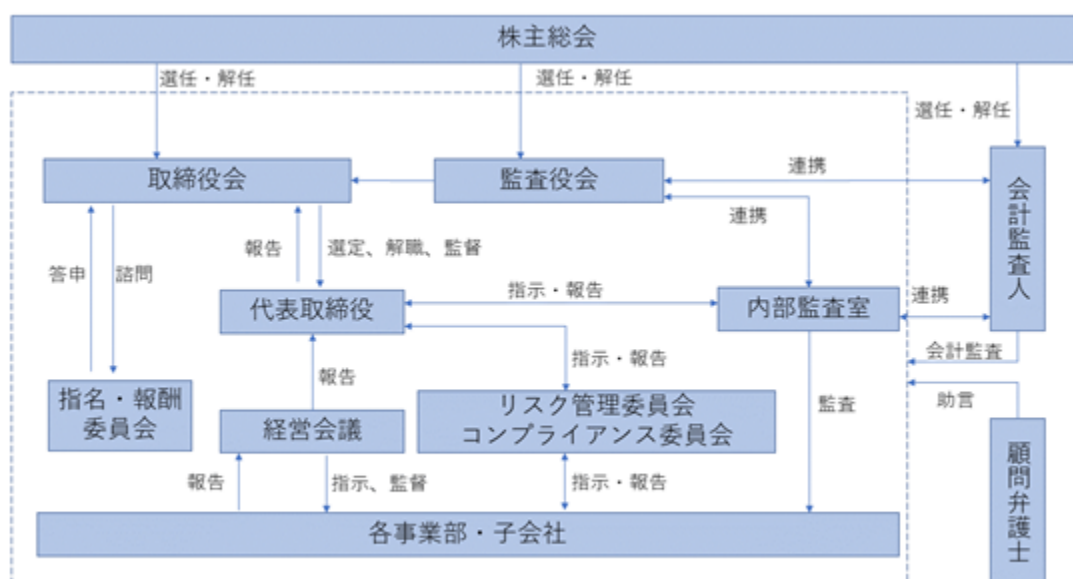 株主総会
選任・解任
選任・解任
選任・解任
取締役会
監査役会
連携
会計監査人
連携
報告
選定、解職、監督
答申
諮問
指示・報告
代表取締役
内部監査室
連携
会計監査
指示・報告
報告
指名・報酬
委員会
経営会議
リスク管理委員会
コンプライアンス委員会
監査
助言
顧問弁護士
報告
指示、監督
指示・報告
各事業部・子会社